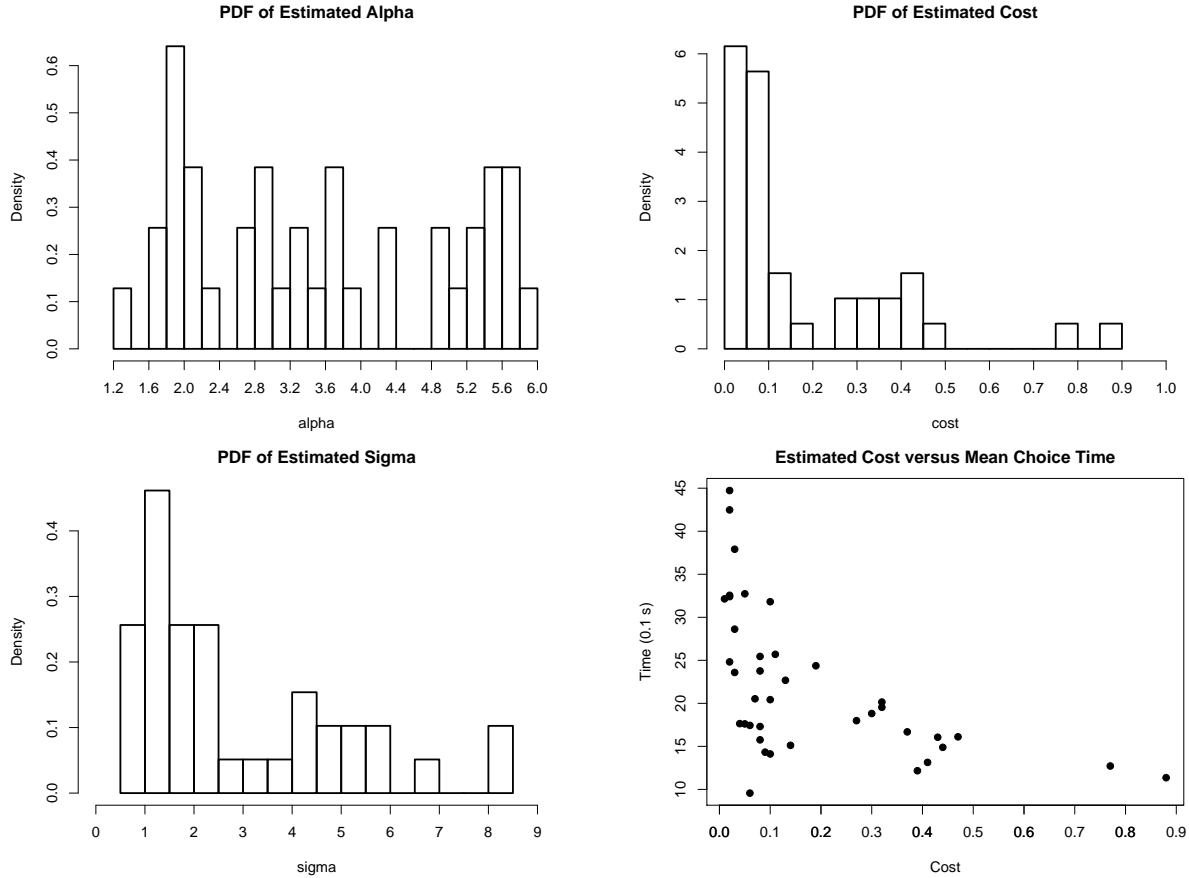 PDF of Estimated Alpha
Density
0.0 0.1 0.2 0.3 0.4 0.5 0.6
1.2 1.6 2.0 2.4 2.8 3.2 3.6 4.0 4.4 4.8 5.2 5.6 6.0
alpha
PDF of Estimated Cost
Density
0 1 2 3 4 5 6
0.0 0.1 0.2 0.3 0.4 0.5 0.6 0.7 0.8 0.9 1.0
cost
PDF of Estimated Sigma
Density
0.0 0.1 0.2 0.3 0.4
0 1 2 3 4 5 6 7 8 9
sigma
Estimated Cost versus Mean Choice Time
Time (0.1 s)
10 15 20 25 30 35 40 45
0.0 0.1 0.2 0.3 0.4 0.5 0.6 0.7 0.8 0.9
Cost